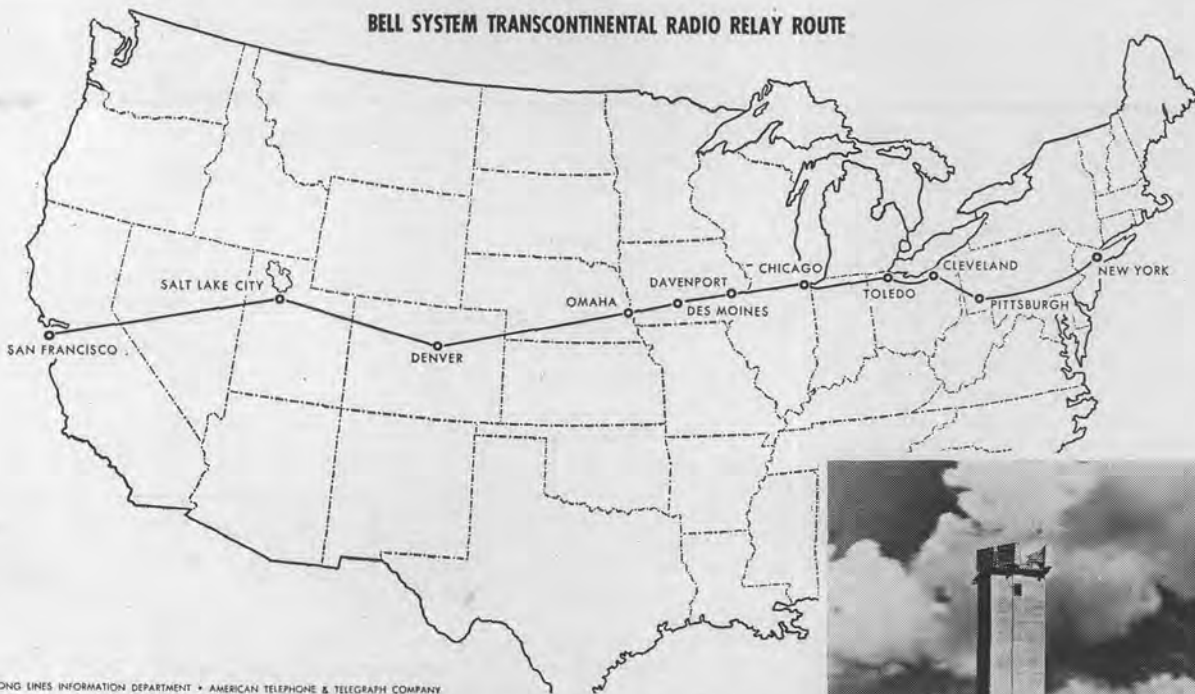 BELL SYSTEM TRANSCONTINENTAL RADIO RELAY ROUTE
SAN FRANCISCO
SALT LAKE CITY
DENVER
OMAHA
DES MOINES
DAVENPORT
CHICAGO
TOLEDO
CLEVELAND
PITTSBURGH
NEW YORK
ONG LINES INFORMATION DEPARTMENT • AMERICAN TELEPHONE & TELEGRAPH COMPANY